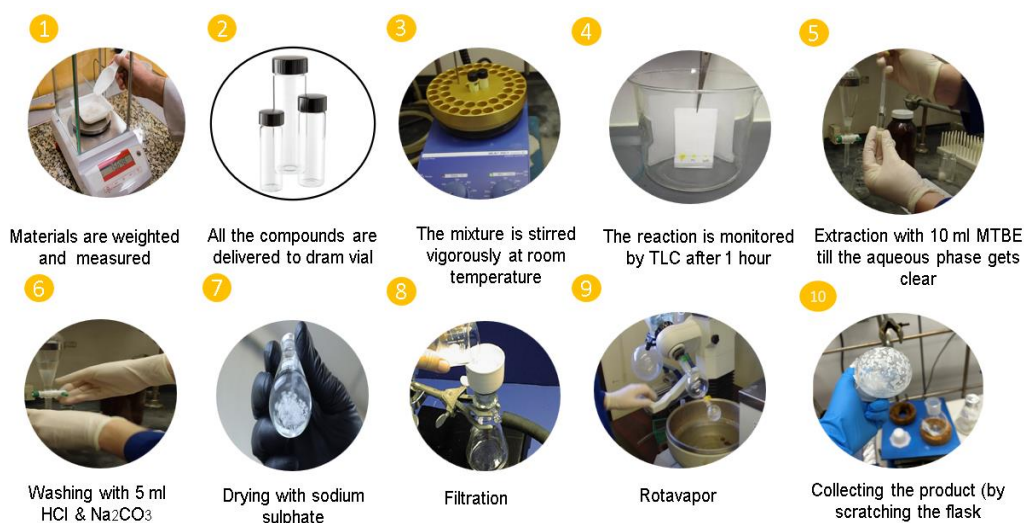 1
2
3
4
5
Materials are weighted
and measured
All the compounds are
delivered to dram vial
The mixture is stirred
vigorously at room
temperature
The reaction is monitored
by TLC after 1 hour
Extraction with 10 ml MTBE
till the aqueous phase gets
clear
6
7
8
9
10
Washing with 5 ml
HCl & Na2CO3
Drying with sodium
sulphate
Filtration
Rotavapor
Collecting the product (by
scratching the flask